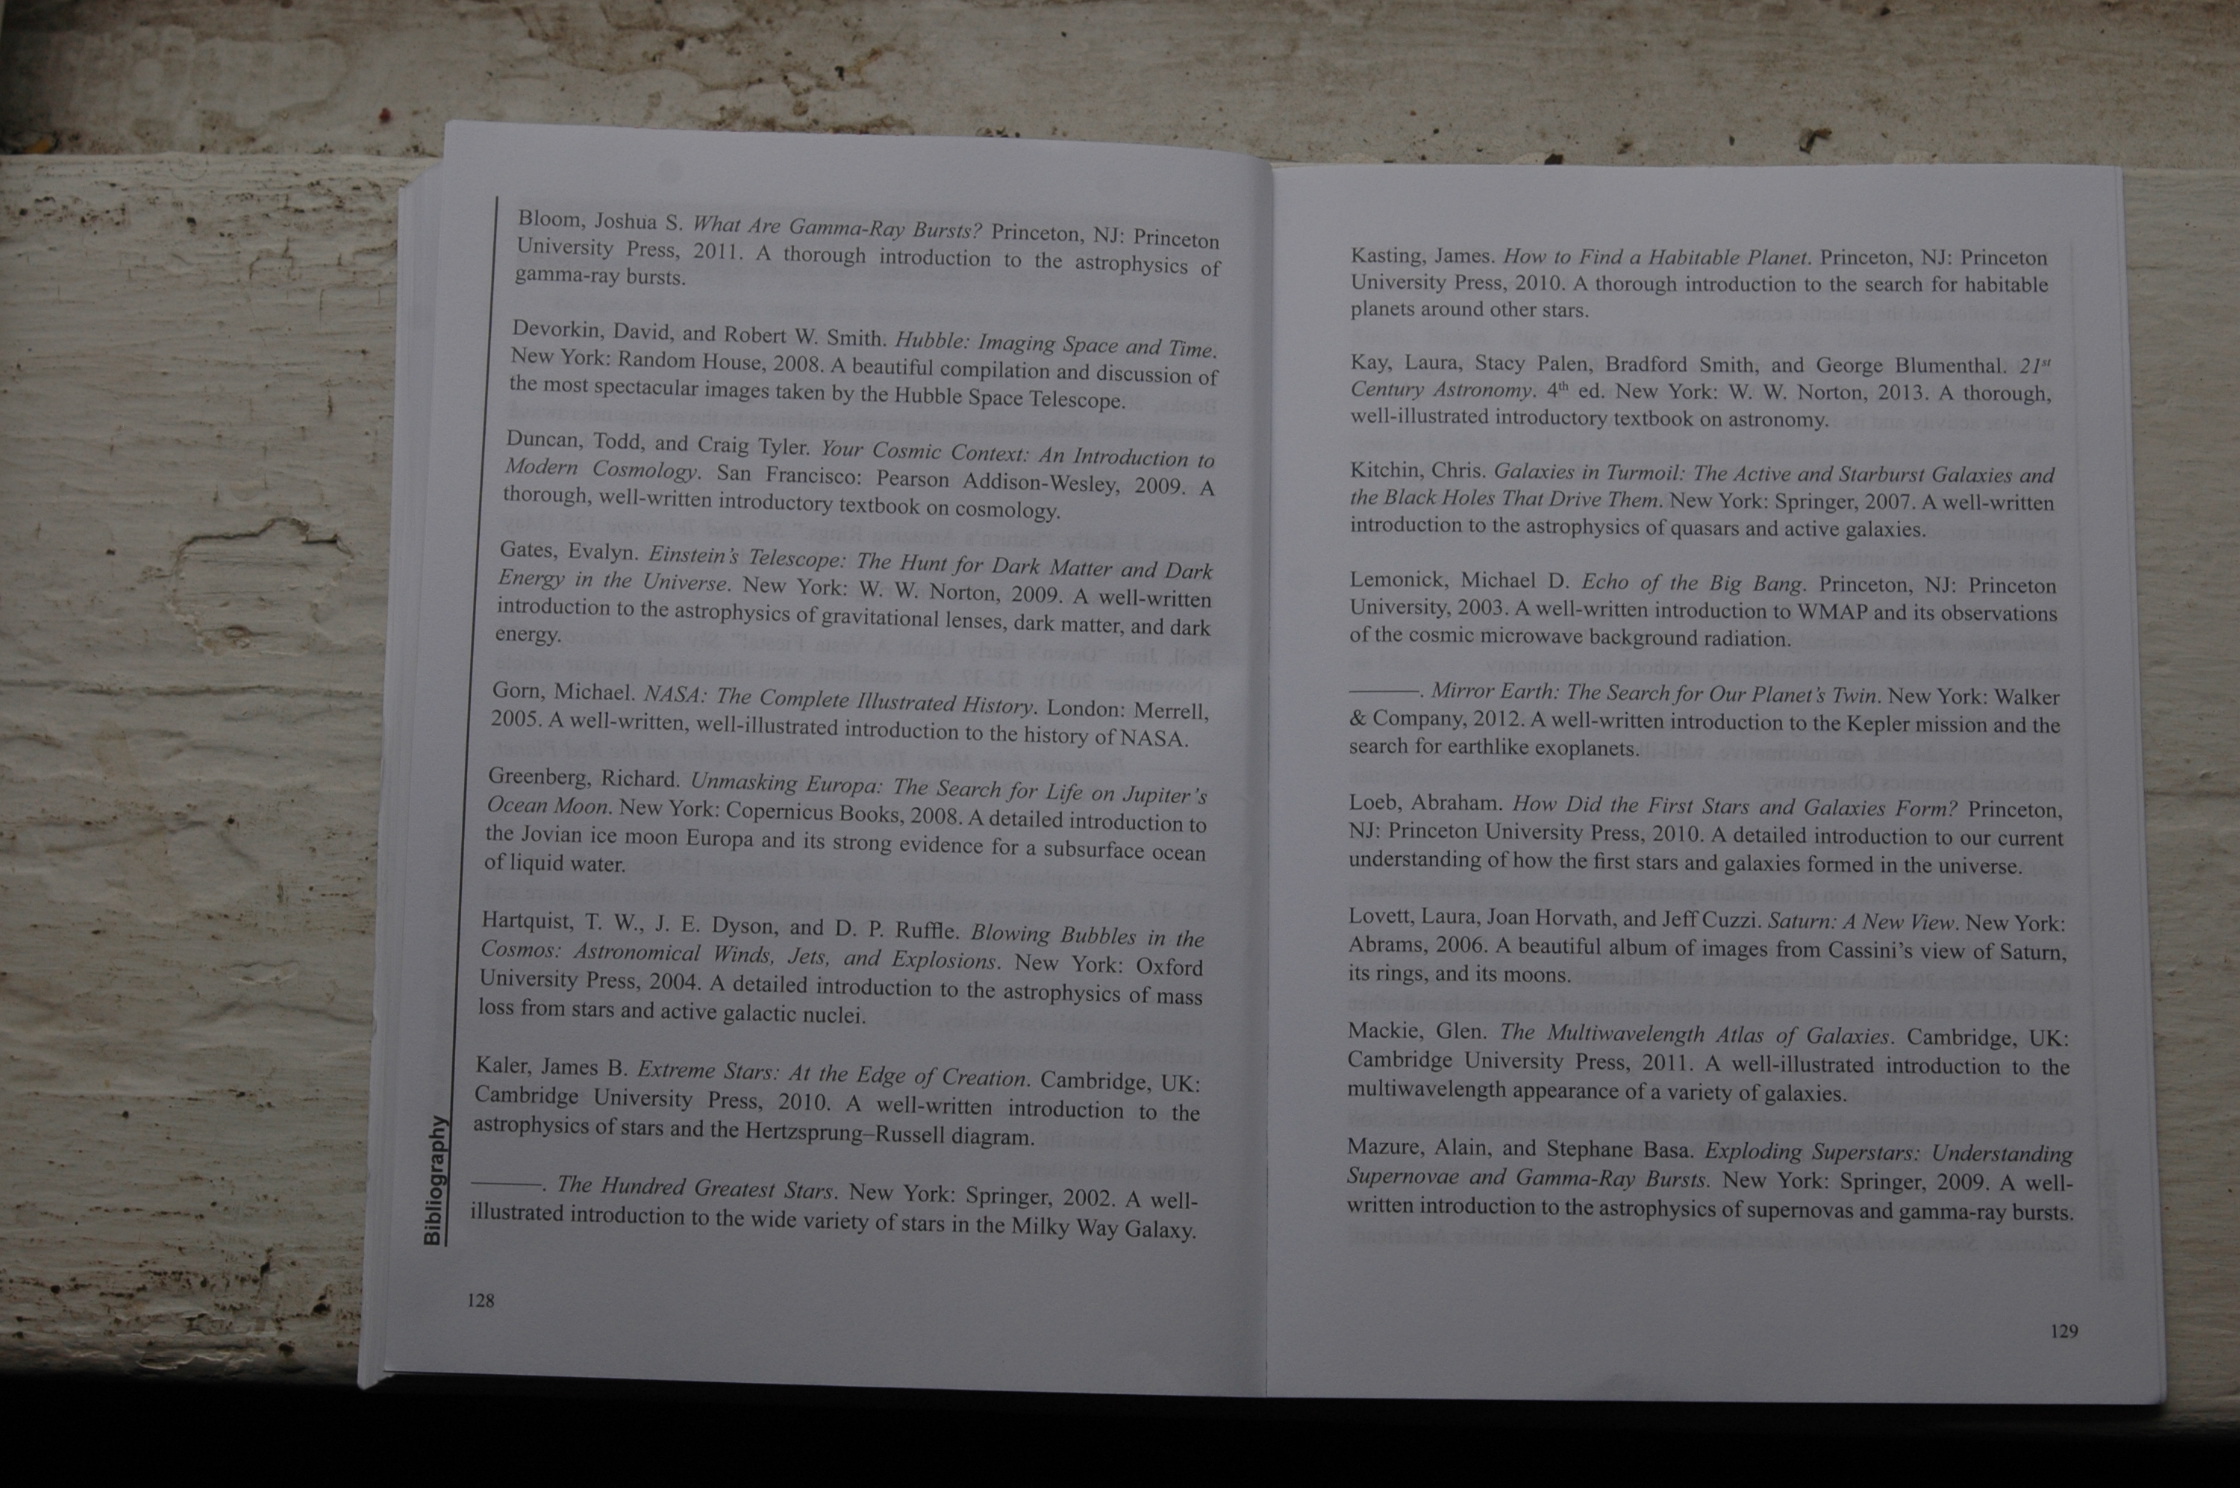 Bloom, Joshua S. What Are Gamma-Ray Bursts? Princeton, NJ: Princeton
University Press, 2011. A thorough introduction to the astrophysics of
gamma-ray bursts.
Devorkin, David, and Robert W. Smith. Hubble: Imaging Space and Time.
New York: Random House, 2008. A beautiful compilation and discussion of
the most spectacular images taken by the Hubble Space Telescope.
Duncan, Todd, and Craig Tyler. Your Cosmic Context: An Introduction to
Modern Cosmology. San Francisco: Pearson Addison-Wesley, 2009. A
thorough, well-written introductory textbook on cosmology.
Gates, Evalyn. Einstein's Telescope: The Hunt for Dark Matter and Dark
Energy in the Universe. New York: W. W. Norton, 2009. A well-written
introduction to the astrophysics of gravitational lenses, dark matter, and dark
energy.
Gorn, Michael. NASA: The Complete Illustrated History. London: Merrell,
2005. A well-written, well-illustrated introduction to the history of NASA.
Greenberg, Richard. Unmasking Europa: The Search for Life on Jupiter's
Ocean Moon. New York: Copernicus Books, 2008. A detailed introduction to
the Jovian ice moon Europa and its strong evidence for a subsurface ocean
of liquid water.
Hartquist, T. W., J. E. Dyson, and D. P. Ruffle. Blowing Bubbles in the
Cosmos: Astronomical Winds, Jets, and Explosions. New York: Oxford
University Press, 2004. A detailed introduction to the astrophysics of mass
loss from stars and active galactic nuclei.
Kaler, James B. Extreme Stars: At the Edge of Creation. Cambridge, UK:
Cambridge University Press, 2010. A well-written introduction to the
astrophysics of stars and the Hertzsprung–Russell diagram.
———. The Hundred Greatest Stars. New York: Springer, 2002. A well-
illustrated introduction to the wide variety of stars in the Milky Way Galaxy.
Bibliography
128
Kasting, James. How to Find a Habitable Planet. Princeton, NJ: Princeton
University Press, 2010. A thorough introduction to the search for habitable
planets around other stars.
Kay, Laura, Stacy Palen, Bradford Smith, and George Blumenthal. 21st
Century Astronomy. 4th ed. New York: W. W. Norton, 2013. A thorough,
well-illustrated introductory textbook on astronomy.
Kitchin, Chris. Galaxies in Turmoil: The Active and Starburst Galaxies and
the Black Holes That Drive Them. New York: Springer, 2007. A well-written
introduction to the astrophysics of quasars and active galaxies.
Lemonick, Michael D. Echo of the Big Bang. Princeton, NJ: Princeton
University, 2003. A well-written introduction to WMAP and its observations
of the cosmic microwave background radiation.
———. Mirror Earth: The Search for Our Planet's Twin. New York: Walker
& Company, 2012. A well-written introduction to the Kepler mission and the
search for earthlike exoplanets.
Loeb, Abraham. How Did the First Stars and Galaxies Form? Princeton,
NJ: Princeton University Press, 2010. A detailed introduction to our current
understanding of how the first stars and galaxies formed in the universe.
Lovett, Laura, Joan Horvath, and Jeff Cuzzi. Saturn: A New View. New York:
Abrams, 2006. A beautiful album of images from Cassini's view of Saturn,
its rings, and its moons.
Mackie, Glen. The Multiwavelength Atlas of Galaxies. Cambridge, UK:
Cambridge University Press, 2011. A well-illustrated introduction to the
multiwavelength appearance of a variety of galaxies.
Mazure, Alain, and Stephane Basa. Exploding Superstars: Understanding
Supernovae and Gamma-Ray Bursts. New York: Springer, 2009. A well-
written introduction to the astrophysics of supernovas and gamma-ray bursts.
129